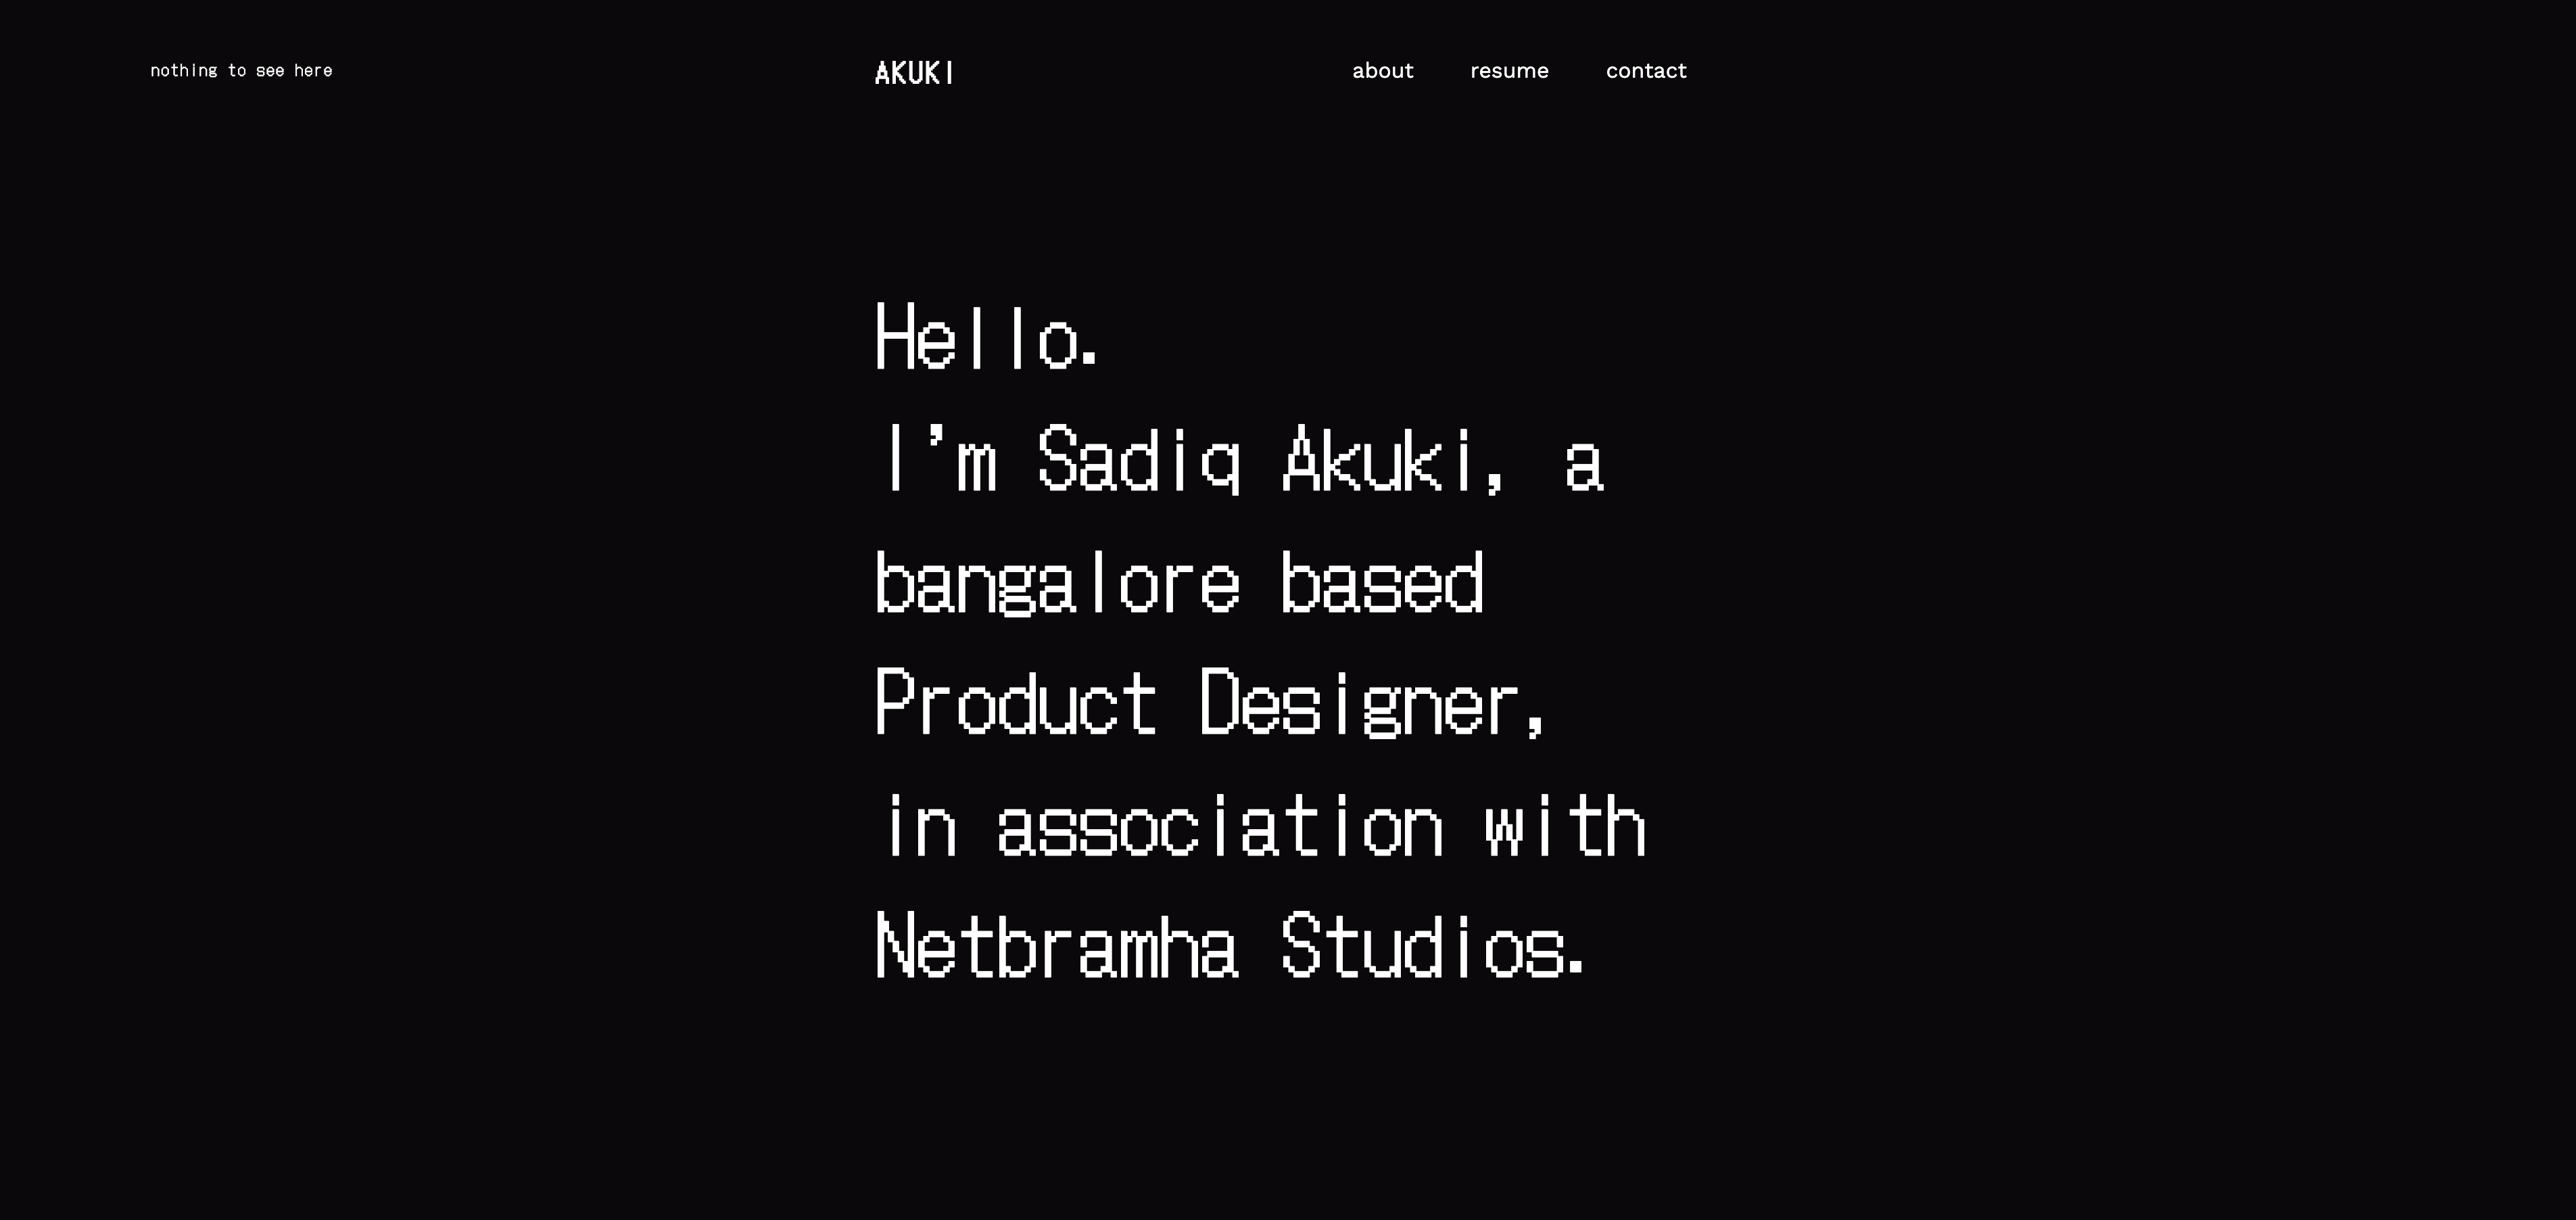 nothing to see here
AKUKI
about
resume
contact
Hello.
I'm Sadiq Akuki, a
bangalore based
Product Designer,
in association with
Netbramha Studios.